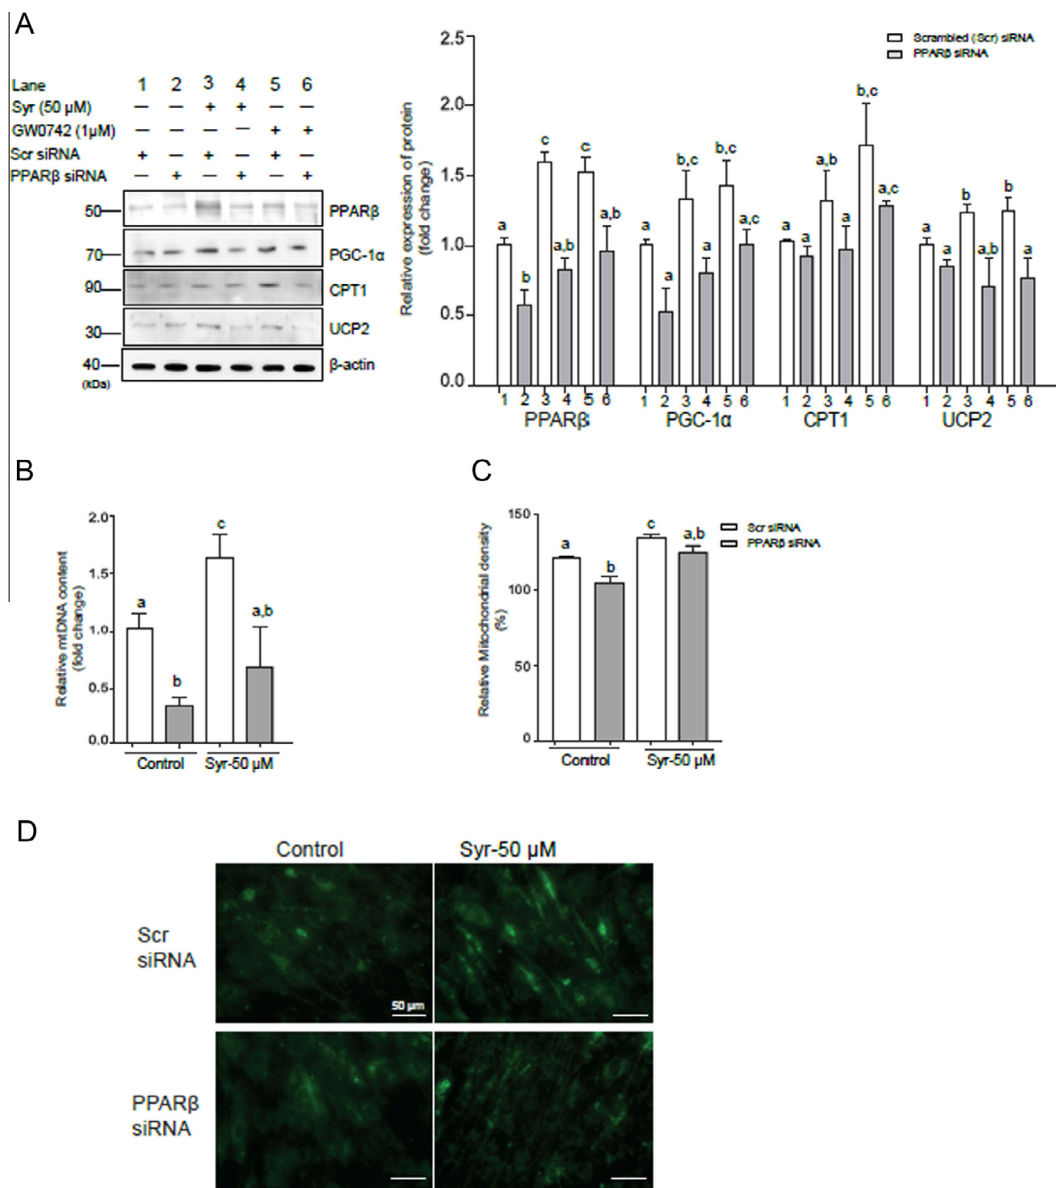 A
Lane 1 2 3 4 5 6
Syr (50 µM) — — + + — —
GW0742 (1µM) — — — — + +
Scr siRNA + — + — + —
PPARβ siRNA — + — + — +
50 PPARβ
70 PGC-1α
90 CPT1
30 UCP2
40 β-actin
(kDa)
Relative expression of protein
(fold change)
2.5
2.0
1.5
1.0
0.5
0.0
Scrambled (Scr) siRNA
PPARβ siRNA
a b c a,b c a,b
a a b,c a b,c a,c
a a a,b a b,c a,c
a a b a,b b a
1 2 3 4 5 6 1 2 3 4 5 6 1 2 3 4 5 6 1 2 3 4 5 6
PPARβ PGC-1α CPT1 UCP2
B
Relative mtDNA content
(fold change)
2.0
1.5
1.0
0.5
0.0
a b c a,b
Control Syr-50 µM
C
Relative Mitochondrial density
(%)
150
100
50
0
a b c a,b
Control Syr-50 µM
Scr siRNA
PPARβ siRNA
D
Control Syr-50 µM
Scr
siRNA
50 µm
PPARβ
siRNA